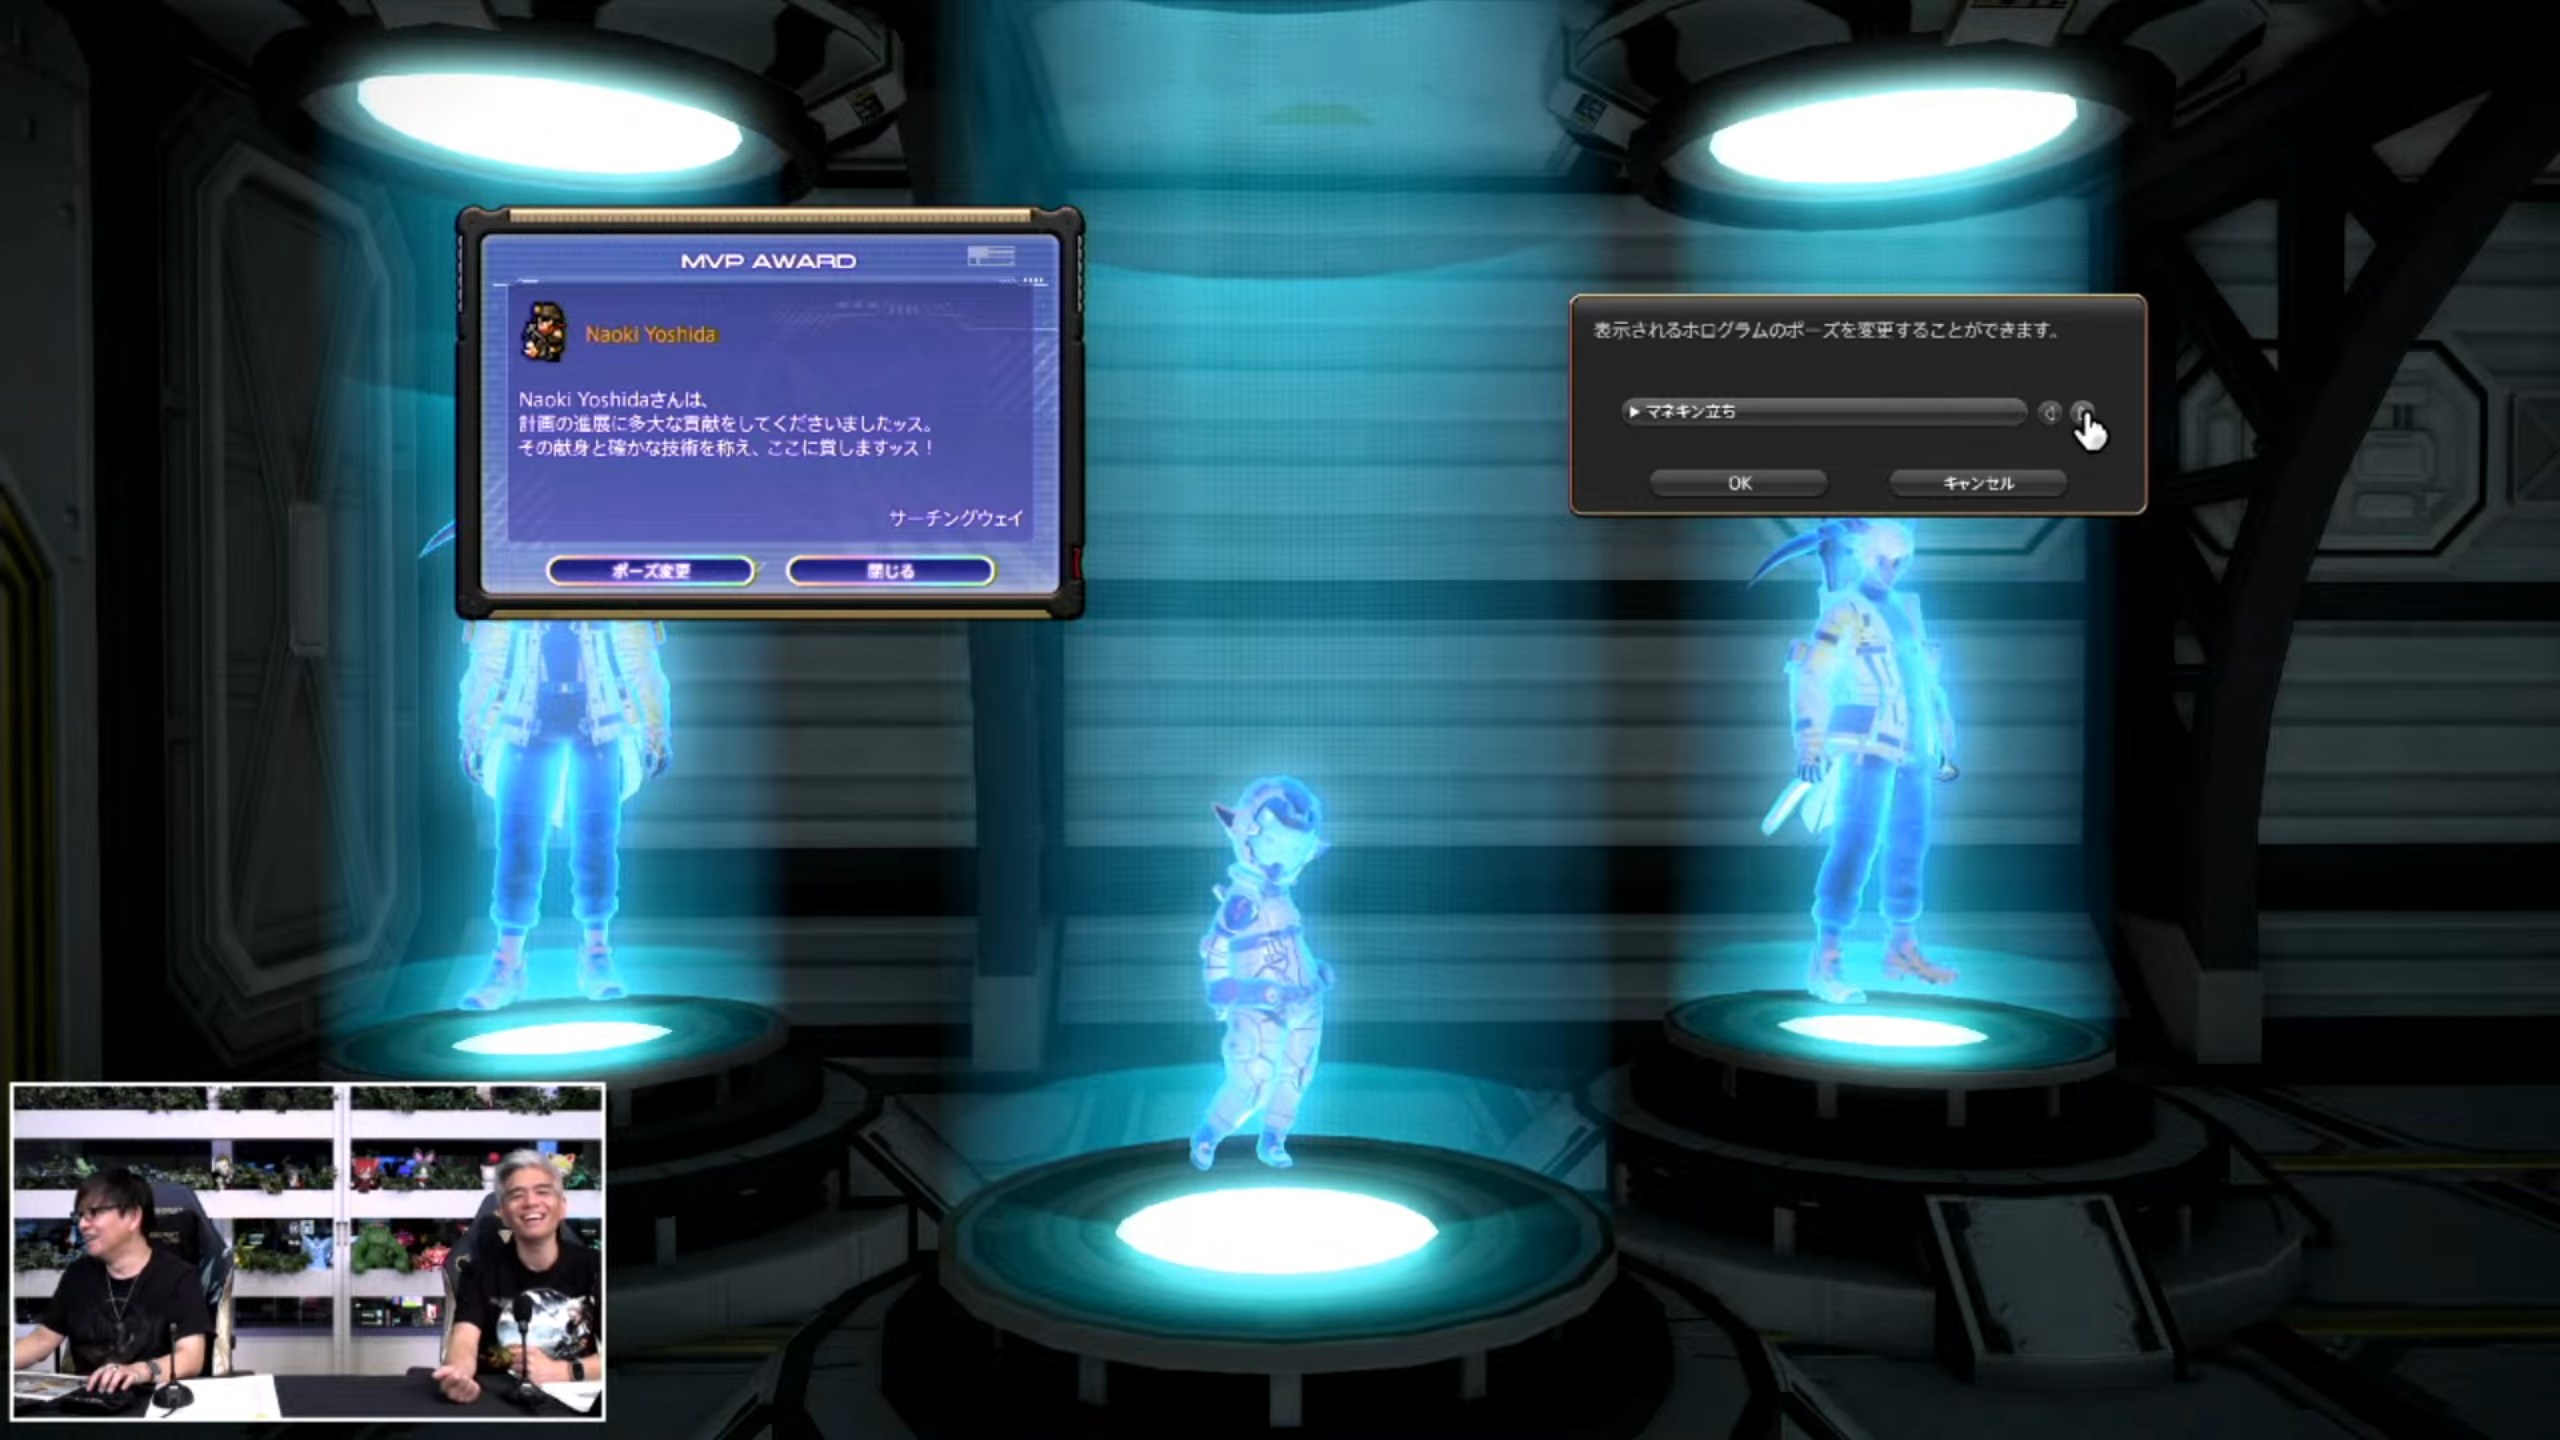 MVP AWARD
Naoki Yoshida
Naoki Yoshidaさんは、
計画の進展に多大な貢献をしてくださいましたッス。
その献身と確かな技術を称え、ここに賞しますッス！
サーチングウェイ
ポーズ変更
閉じる
表示されるホログラムのポーズを変更することができます。
マネキン立ち
OK
キャンセル